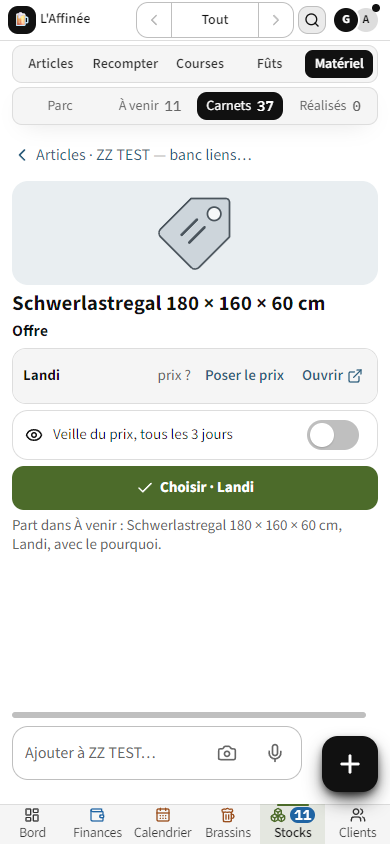 L'Affinée
Tout
G
A
Articles
Recompter
Courses
Fûts
Matériel
Parc
À venir 11
Carnets 37
Réalisés 0
Articles · ZZ TEST — banc liens…
Schwerlastregal 180 × 160 × 60 cm
Offre
Landi
prix ?
Poser le prix
Ouvrir
Veille du prix, tous les 3 jours
Choisir · Landi
Part dans À venir : Schwerlastregal 180 × 160 × 60 cm,
Landi, avec le pourquoi.
Ajouter à ZZ TEST…
11
Bord
Finances
Calendrier
Brassins
Stocks
Clients